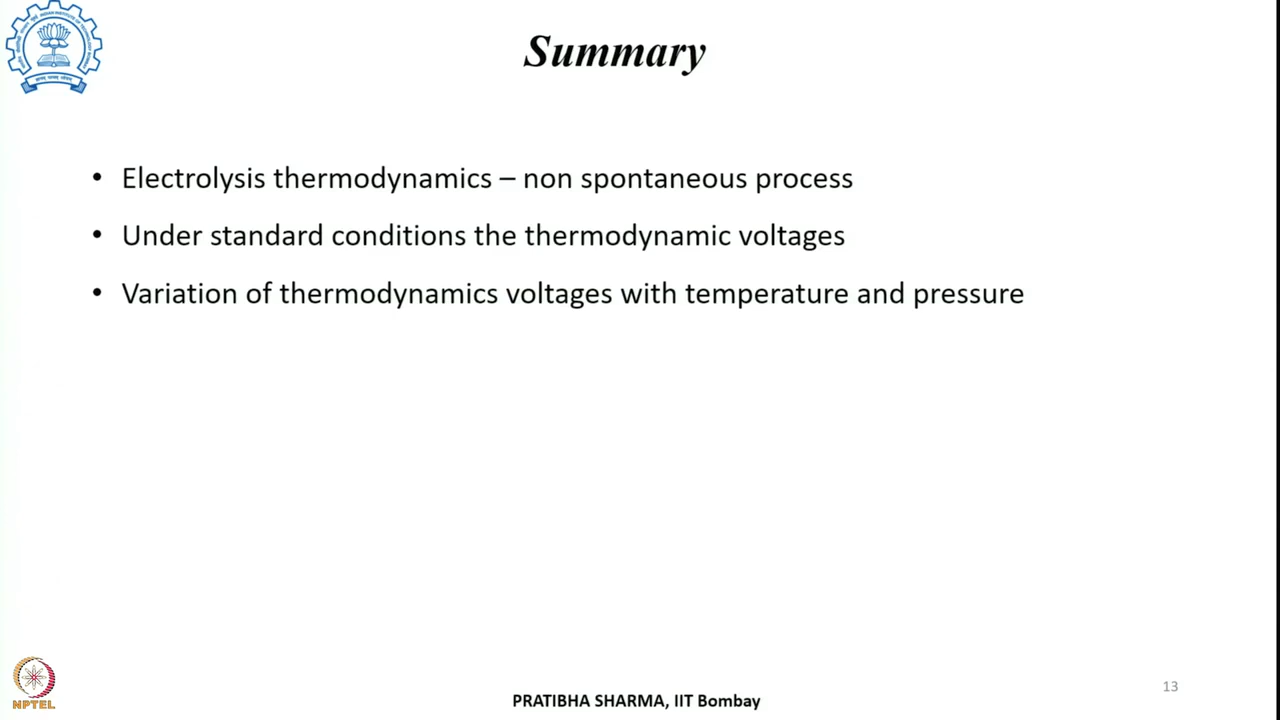 Summary
• Electrolysis thermodynamics – non spontaneous process
• Under standard conditions the thermodynamic voltages
• Variation of thermodynamics voltages with temperature and pressure
NPTEL
PRATIBHA SHARMA, IIT Bombay
13